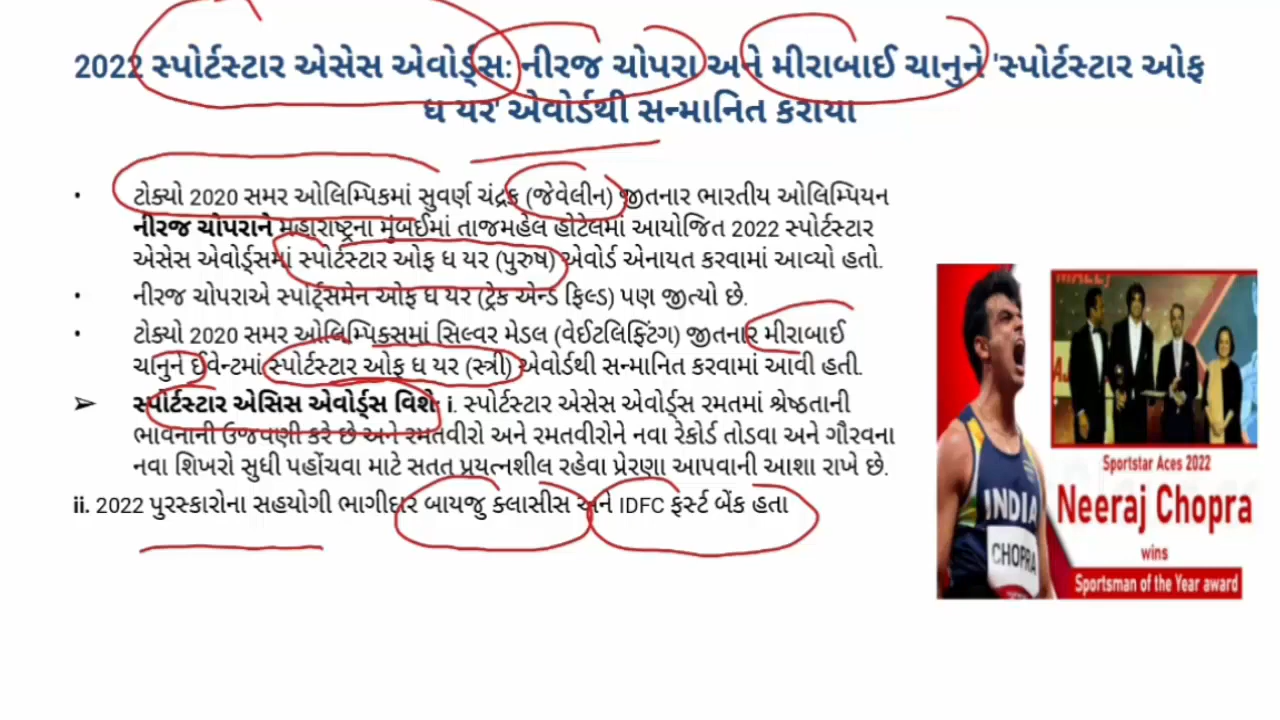 2022 સ્પોર્ટસ્ટાર એસેસ એવોર્ડ્સ: નીરજ ચોપરા અને મીરાબાઈ ચાનુને 'સ્પોર્ટસ્ટાર ઓફ
ધ યર' એવોર્ડથી સન્માનિત કરાયા
• ટોક્યો 2020 સમર ઓલિમ્પિકમાં સુવર્ણ ચંદ્રક (જેવેલીન) જીતનાર ભારતીય ઓલિમ્પિયન
નીરજ ચોપરાને મહારાષ્ટ્રના મુંબઈમાં તાજમહેલ હોટેલમાં આયોજિત 2022 સ્પોર્ટસ્ટાર
એસેસ એવોર્ડ્સમાં સ્પોર્ટસ્ટાર ઓફ ધ યર (પુરુષ) એવોર્ડ એનાયત કરવામાં આવ્યો હતો.
• નીરજ ચોપરાએ સ્પોર્ટ્સમેન ઓફ ધ યર (ટ્રેક એન્ડ ફિલ્ડ) પણ જીત્યો છે.
• ટોક્યો 2020 સમર ઓલિમ્પિકસમાં સિલ્વર મેડલ (વેઈટલિફ્ટિંગ) જીતનાર મીરાબાઈ
ચાનુને ઈવેન્ટમાં સ્પોર્ટસ્ટાર ઓફ ધ યર (સ્ત્રી) એવોર્ડથી સન્માનિત કરવામાં આવી હતી.
➢ સ્પોર્ટસ્ટાર એસિસ એવોર્ડ્સ વિશે: i. સ્પોર્ટસ્ટાર એસેસ એવોર્ડ્સ રમતમાં શ્રેષ્ઠતાની
ભાવનાની ઉજવણી કરે છે અને રમતવીરો અને રમતવીરોને નવા રેકોર્ડ તોડવા અને ગૌરવના
નવા શિખરો સુધી પહોંચવા માટે સતત પ્રયત્નશીલ રહેવા પ્રેરણા આપવાની આશા રાખે છે.
ii. 2022 પુરસ્કારોના સહયોગી ભાગીદાર બાયજુ ક્લાસીસ અને IDFC ફર્સ્ટ બેંક હતા
INDIA
CHOPRA
Sportstar Aces 2022
Neeraj Chopra
wins
Sportsman of the Year award